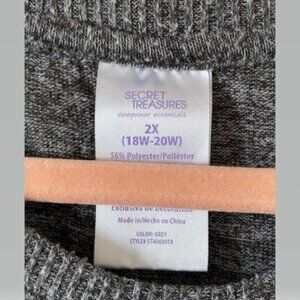 SECRET
TREASURES
sleepwear essentials
2X
(18W-20W)
56% Polyester/Poliéster
Exclusivo de Decoración
Made in/Hecho en China
COLOR: GREY